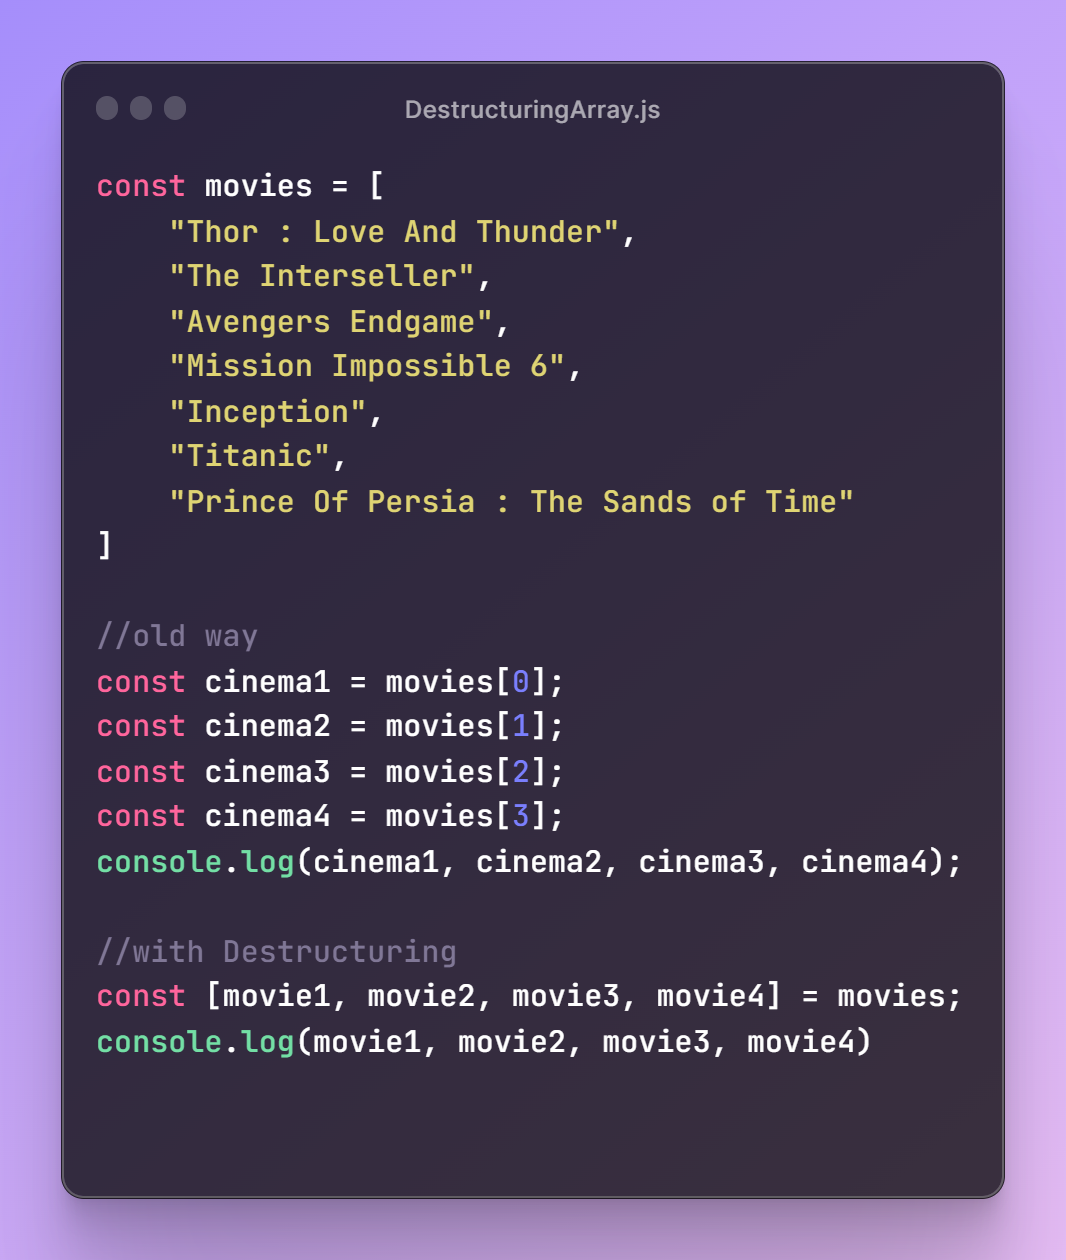 DestructuringArray.js
const movies = [
    "Thor : Love And Thunder",
    "The Interseller",
    "Avengers Endgame",
    "Mission Impossible 6",
    "Inception",
    "Titanic",
    "Prince Of Persia : The Sands of Time"
]
//old way
const cinema1 = movies[0];
const cinema2 = movies[1];
const cinema3 = movies[2];
const cinema4 = movies[3];
console.log(cinema1, cinema2, cinema3, cinema4);
//with Destructuring
const [movie1, movie2, movie3, movie4] = movies;
console.log(movie1, movie2, movie3, movie4)